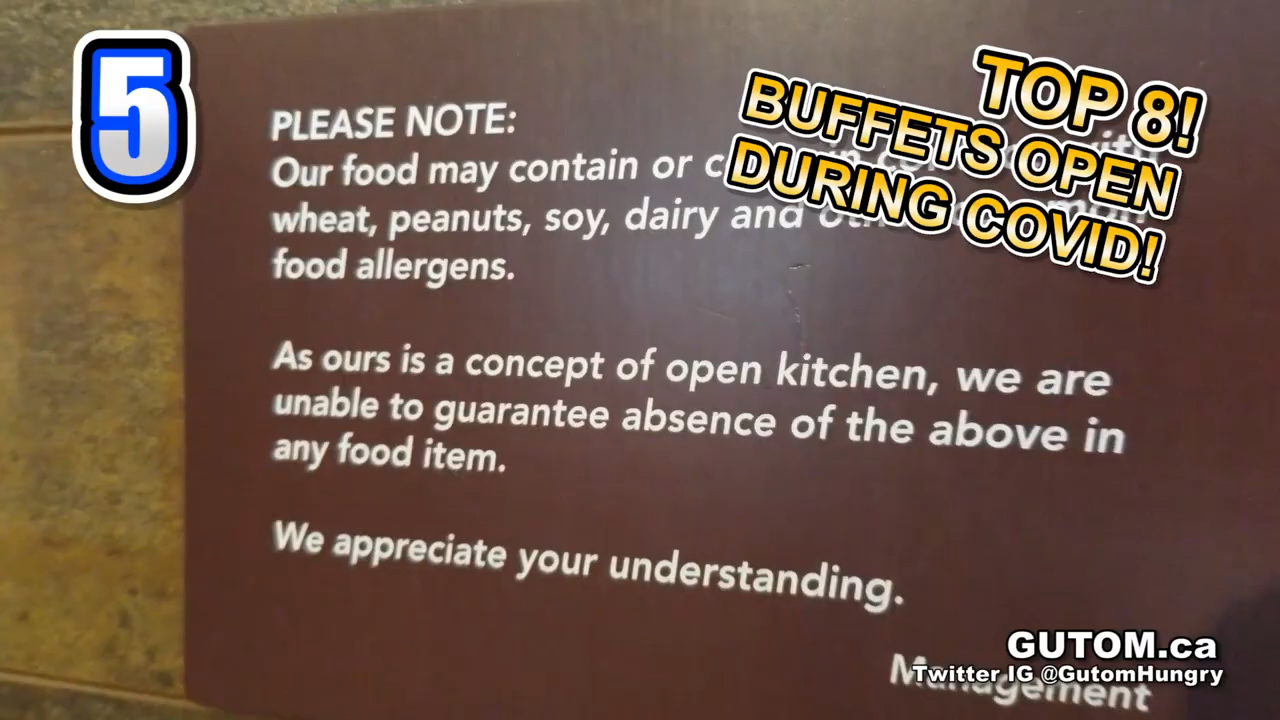 5
TOP 8!
BUFFETS OPEN
DURING COVID!
PLEASE NOTE:
Our food may contain or
wheat, peanuts, soy, dairy and
food allergens.
As ours is a concept of open kitchen, we are
unable to guarantee absence of the above in
any food item.
We appreciate your understanding.
Management
GUTOM.ca
Twitter IG @GutomHungry